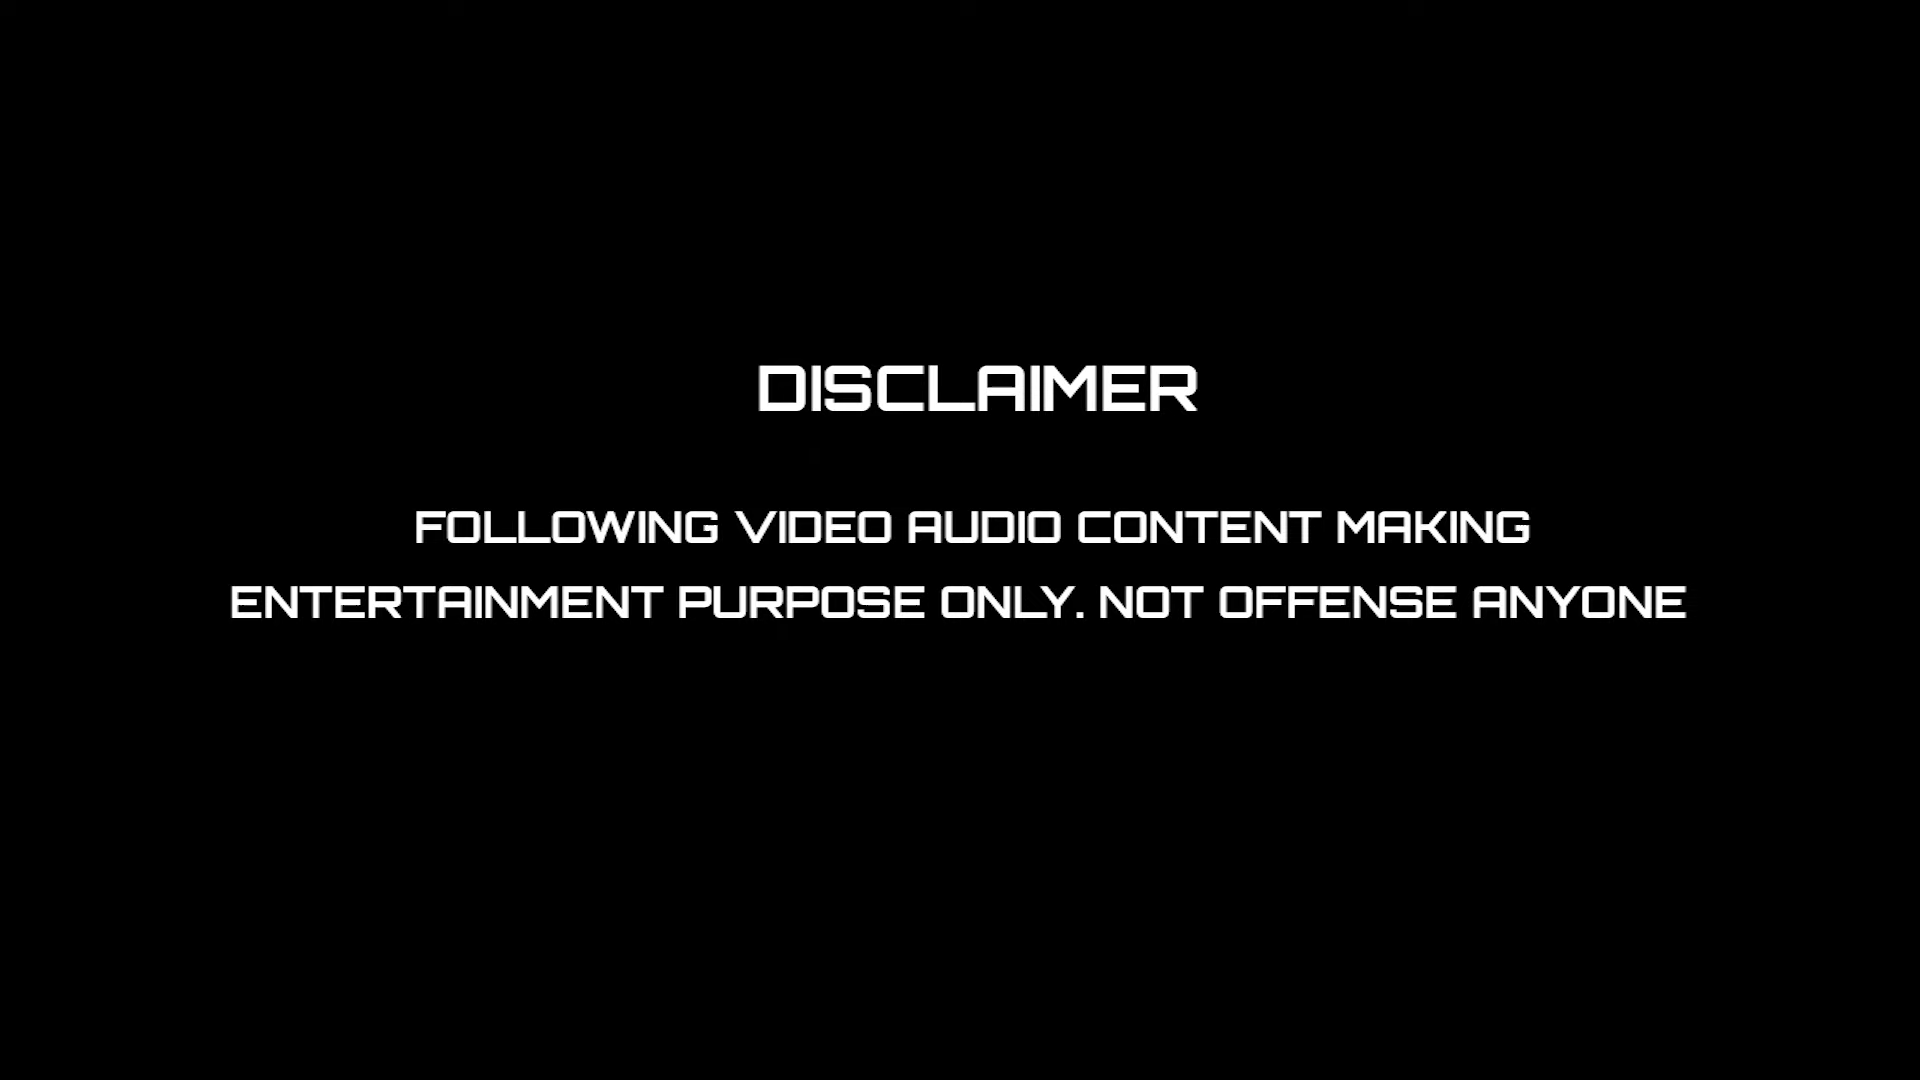 DISCLAIMER
FOLLOWING VIDEO AUDIO CONTENT MAKING
ENTERTAINMENT PURPOSE ONLY. NOT OFFENSE ANYONE